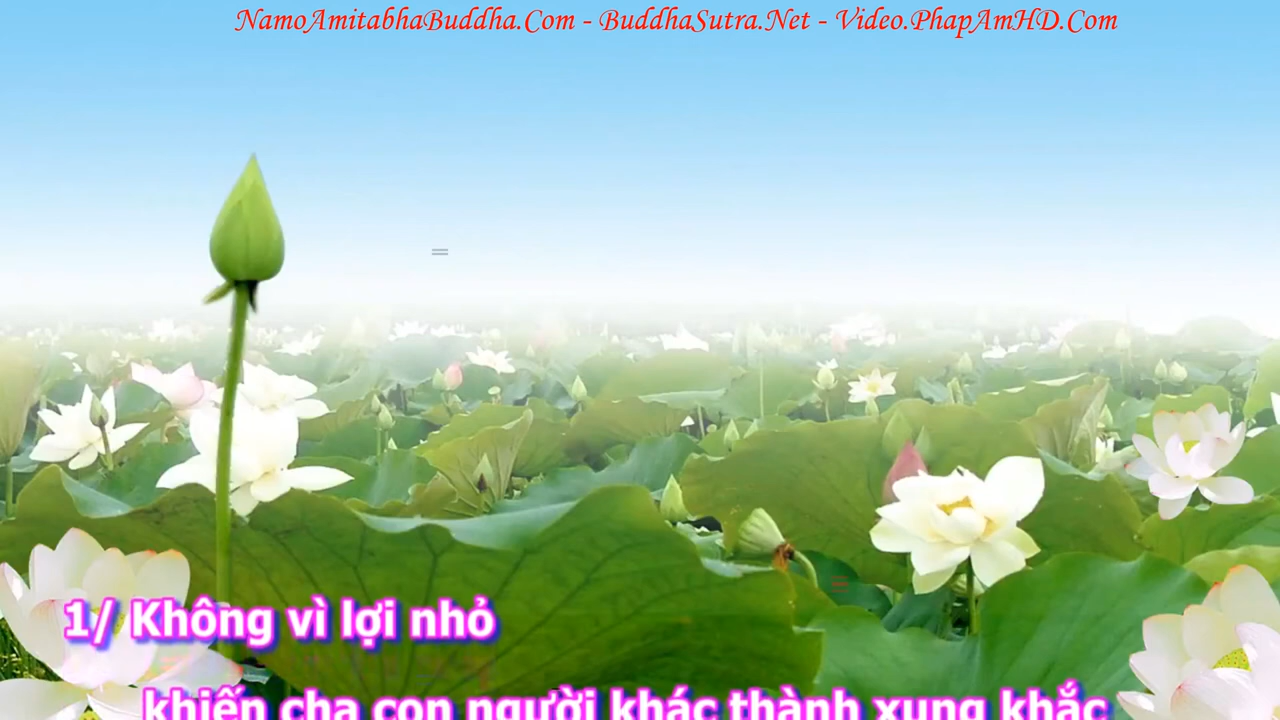 NamoAmitabhaBuddha.Com - BuddhaSutra.Net - Video.PhapAmHD.Com
1/ Không vì lợi nhỏ
khiến cha con người khác thành xung khắc